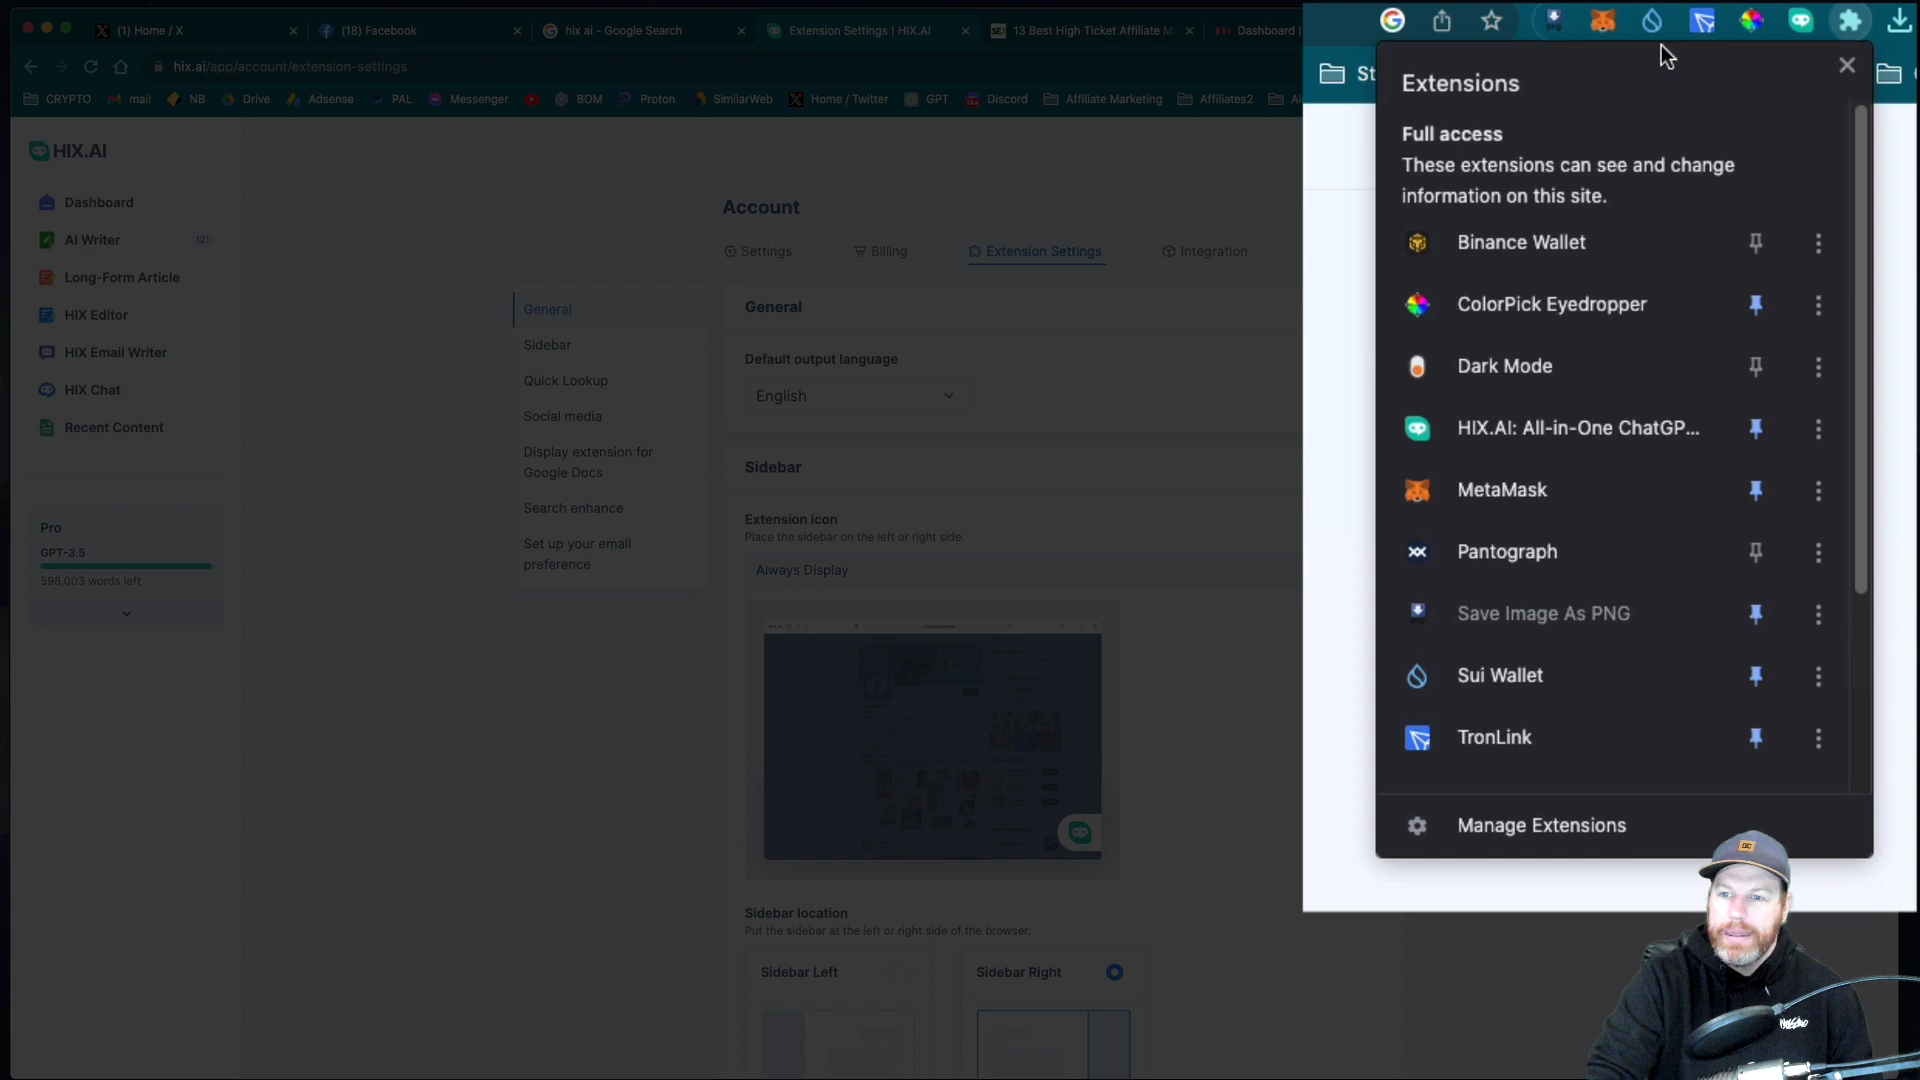 (1) Home / X
(18) Facebook
hix ai - Google Search
Extension Settings | HIX.AI
13 Best High Ticket Affiliate M
Dashboard |
hix.ai/app/account/extension-settings
CRYPTO
mail
NB
Drive
Adsense
PAL
Messenger
BOM
Proton
SimilarWeb
Home / Twitter
GPT
Discord
Affiliate Marketing
Affiliates2
St
HIX.AI
Dashboard
AI Writer
121
Long-Form Article
HIX Editor
HIX Email Writer
HIX Chat
Recent Content
Pro
GPT-3.5
598,003 words left
Account
Settings
Billing
Extension Settings
Integration
General
Sidebar
Quick Lookup
Social media
Display extension for
Google Docs
Search enhance
Set up your email
preference
General
Default output language
English
Sidebar
Extension icon
Place the sidebar on the left or right side.
Always Display
Sidebar location
Put the sidebar at the left or right side of the browser.
Sidebar Left
Sidebar Right
Extensions
Full access
These extensions can see and change
information on this site.
Binance Wallet
ColorPick Eyedropper
Dark Mode
HIX.AI: All-in-One ChatGP...
MetaMask
Pantograph
Save Image As PNG
Sui Wallet
TronLink
Manage Extensions